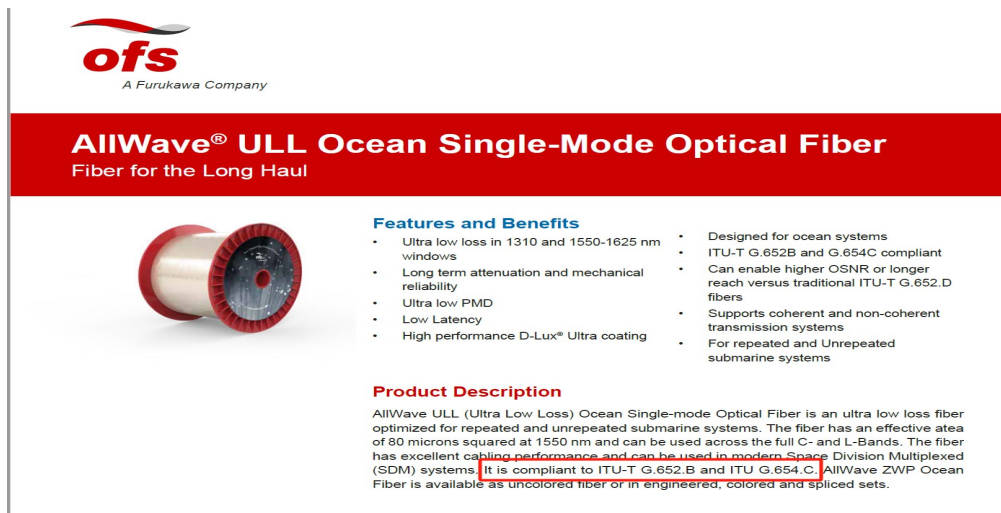 ofs
A Furukawa Company
AllWave® ULL Ocean Single-Mode Optical Fiber
Fiber for the Long Haul
Features and Benefits
• Ultra low loss in 1310 and 1550-1625 nm
windows
• Long term attenuation and mechanical
reliability
• Ultra low PMD
• Low Latency
• High performance D-Lux® Ultra coating
• Designed for ocean systems
• ITU-T G.652B and G.654C compliant
• Can enable higher OSNR or longer
reach versus traditional ITU-T G.652.D
fibers
• Supports coherent and non-coherent
transmission systems
• For repeated and Unrepeated
submarine systems
Product Description
AllWave ULL (Ultra Low Loss) Ocean Single-mode Optical Fiber is an ultra low loss fiber
optimized for repeated and unrepeated submarine systems. The fiber has an effective atea
of 80 microns squared at 1550 nm and can be used across the full C- and L-Bands. The fiber
has excellent cabling performance and can be used in modern Space Division Multiplexed
(SDM) systems. It is compliant to ITU-T G.652.B and ITU G.654.C. AllWave ZWP Ocean
Fiber is available as uncolored fiber or in engineered, colored and spliced sets.